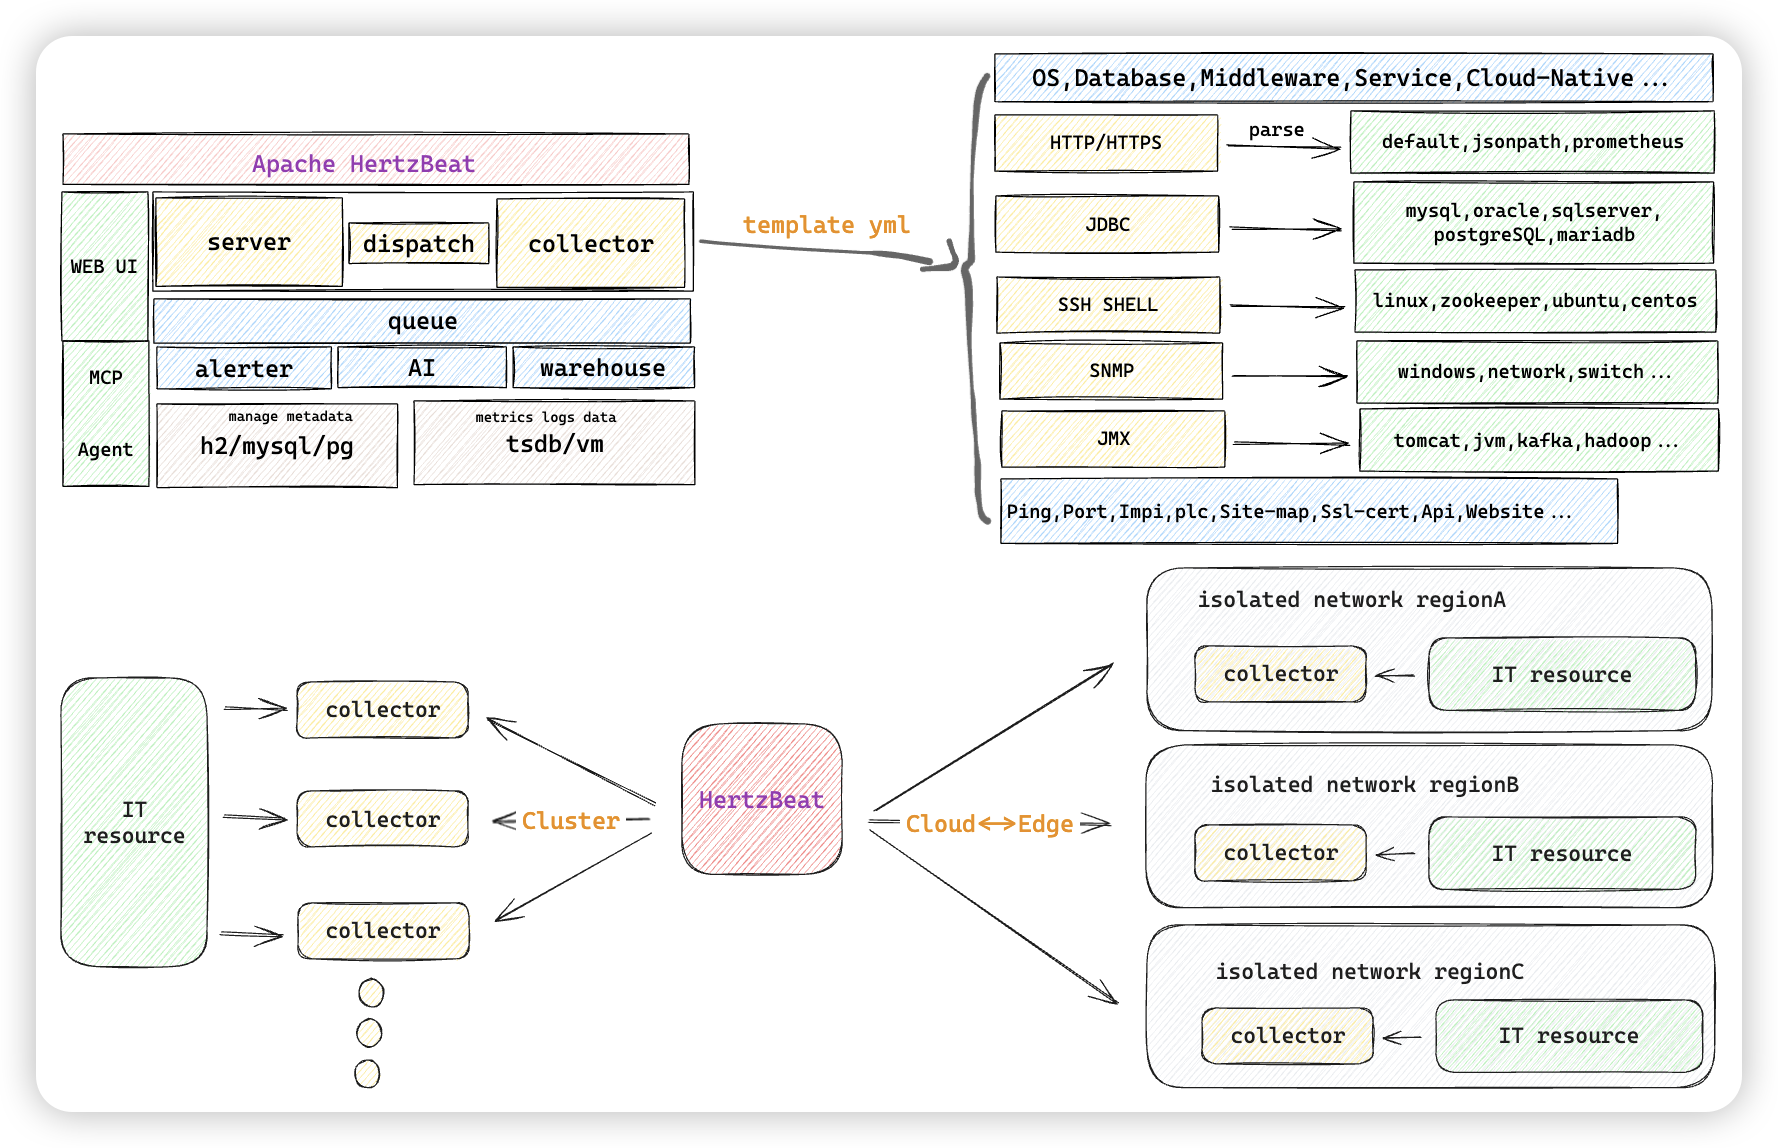 Apache HertzBeat
WEB UI
server
dispatch
collector
queue
MCP
Agent
alerter
AI
warehouse
manage metadata
h2/mysql/pg
metrics logs data
tsdb/vm
template yml
OS,Database,Middleware,Service,Cloud-Native...
HTTP/HTTPS
parse
default,jsonpath,prometheus
JDBC
mysql,oracle,sqlserver,
postgreSQL,mariadb
SSH SHELL
linux,zookeeper,ubuntu,centos
SNMP
windows,network,switch...
JMX
tomcat,jvm,kafka,hadoop...
Ping,Port,Impi,plc,Site-map,Ssl-cert,Api,Website...
IT
resource
collector
collector
collector
Cluster
HertzBeat
Cloud<->Edge
isolated network regionA
collector
IT resource
isolated network regionB
collector
IT resource
isolated network regionC
collector
IT resource